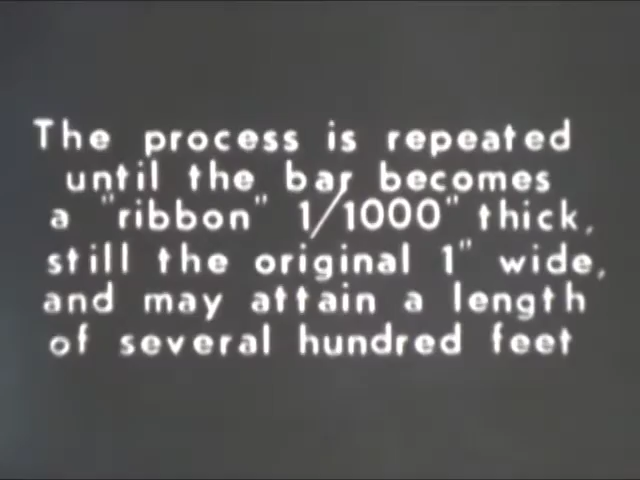 The process is repeated
until the bar becomes
a "ribbon" 1/1000" thick,
still the original 1" wide,
and may attain a length
of several hundred feet